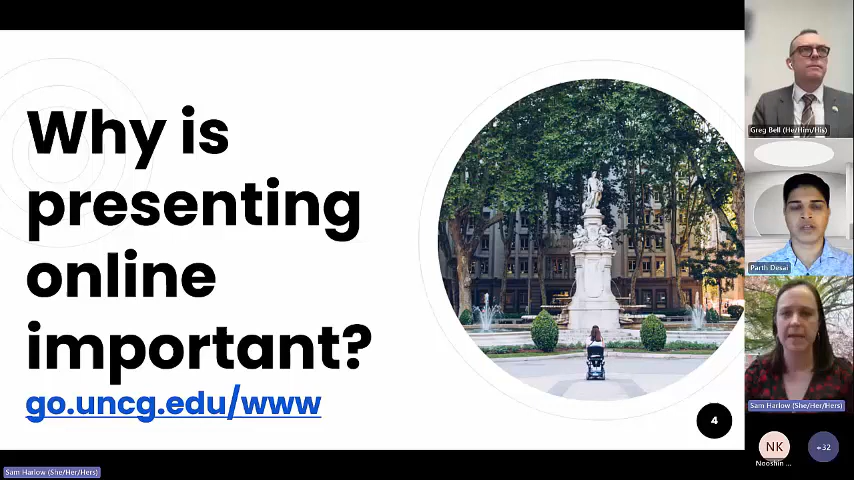 Why is
presenting
online
important?
go.uncg.edu/www
4
Greg Bell (He/Him/His)
Parth Desai
Sam Harlow (She/Her/Hers)
NK
+32
Nooshin ...
Sam Harlow (She/Her/Hers)